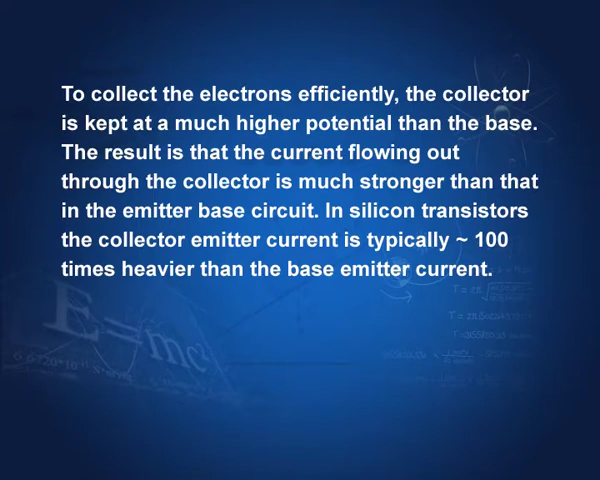 To collect the electrons efficiently, the collector
is kept at a much higher potential than the base.
The result is that the current flowing out
through the collector is much stronger than that
in the emitter base circuit. In silicon transistors
the collector emitter current is typically ~ 100
times heavier than the base emitter current.
E=mc²